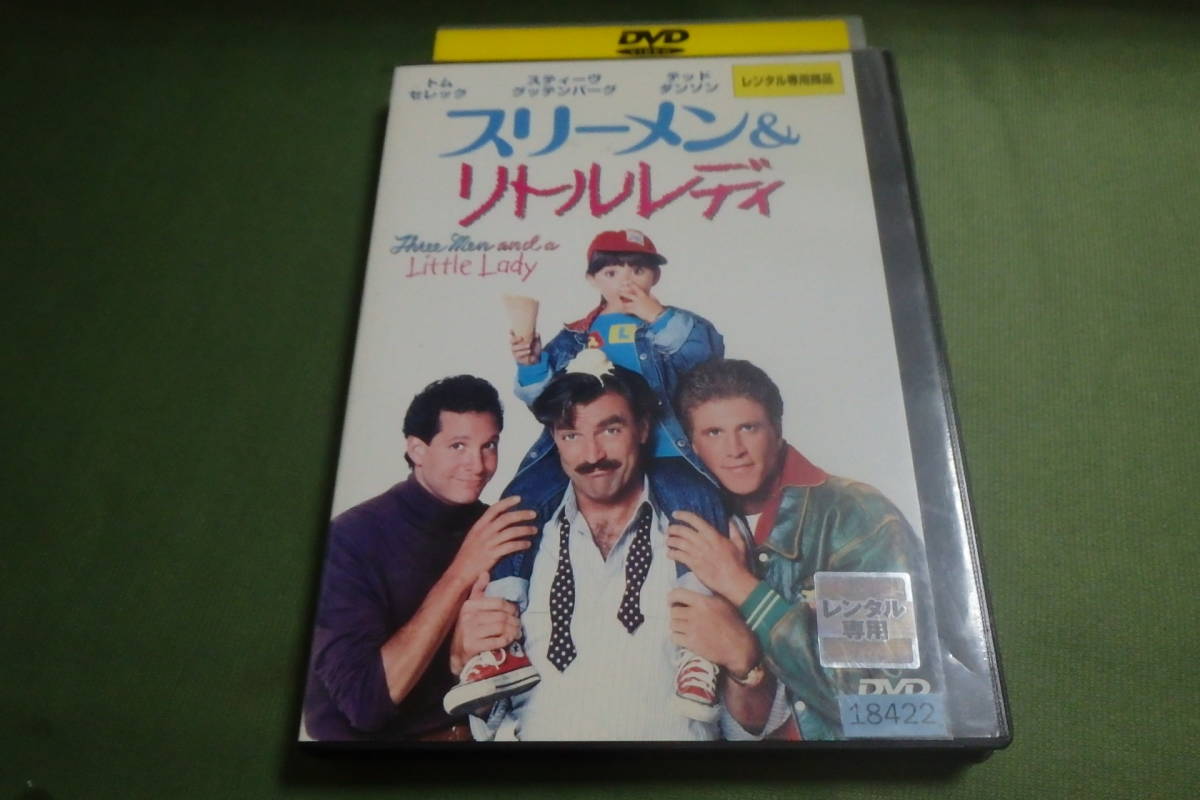 DVD
VIDEO
トム
セレック
スティーヴ
グッテンバーグ
テッド
ダンソン
レンタル専用商品
スリーメン&
リトルレディ
Three Men and a
Little Lady
L
レンタル
専用
DVD
18422